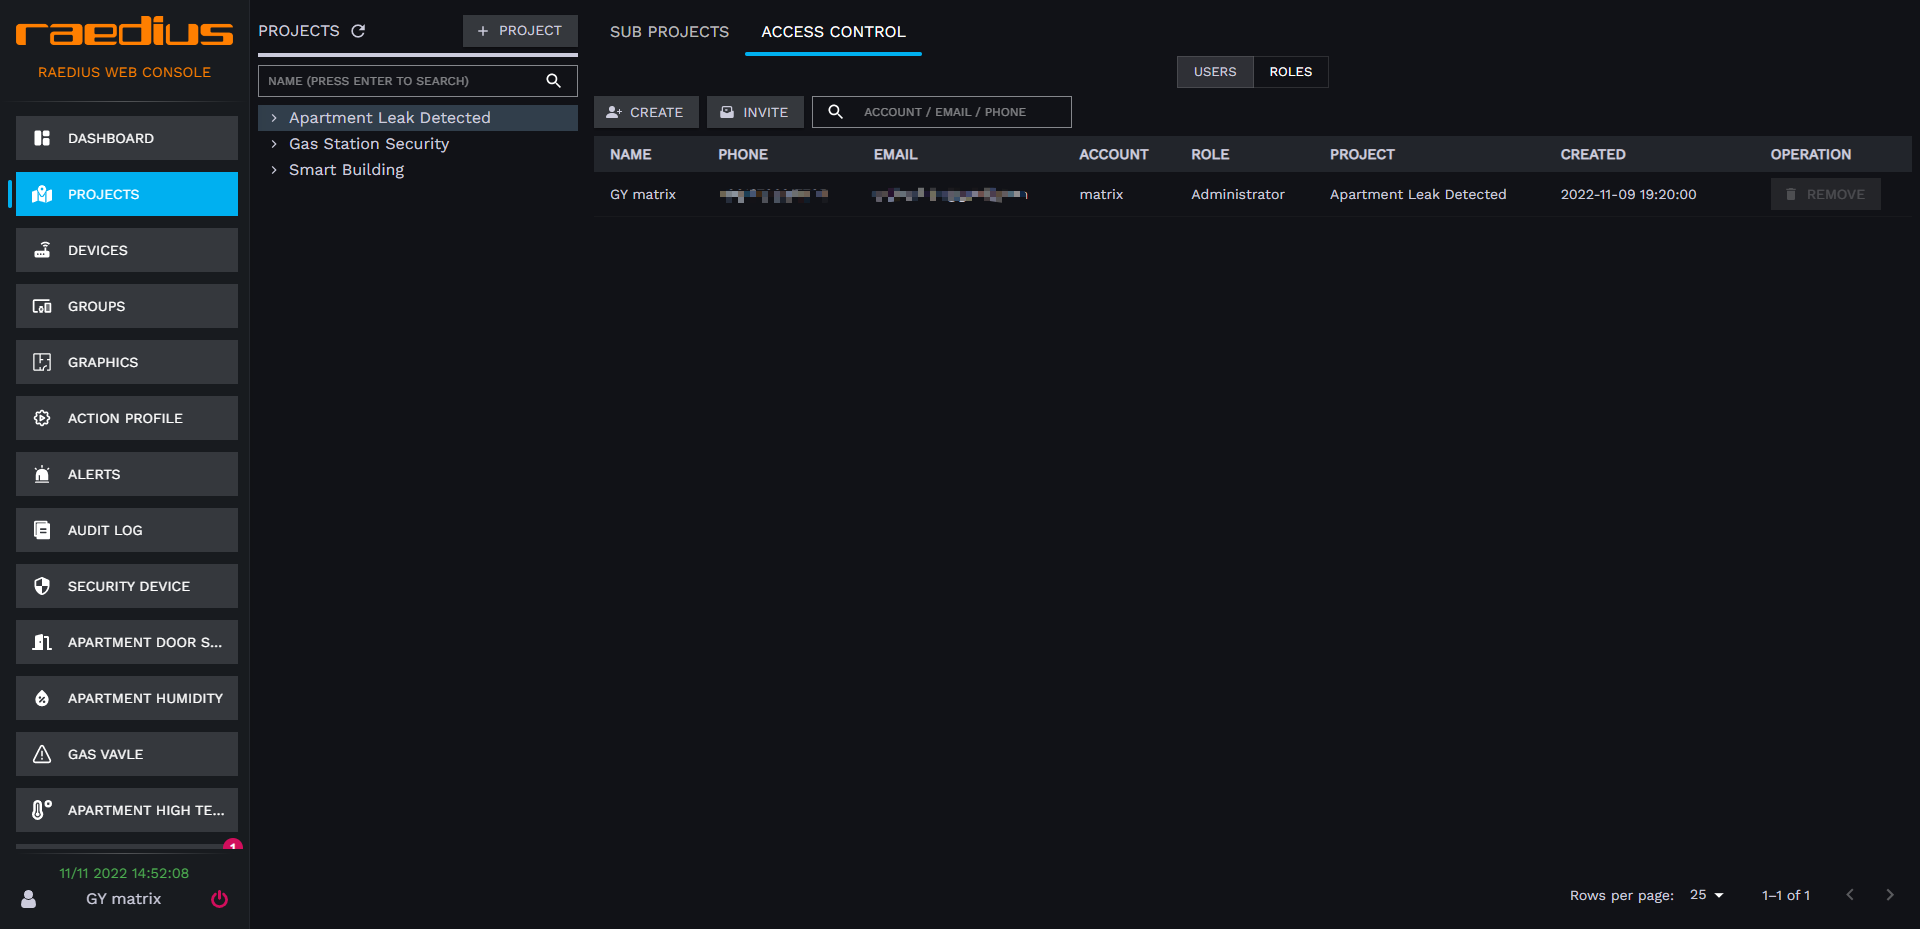 raedius
RAEDIUS WEB CONSOLE
DASHBOARD
PROJECTS
DEVICES
GROUPS
GRAPHICS
ACTION PROFILE
ALERTS
AUDIT LOG
SECURITY DEVICE
APARTMENT DOOR S...
APARTMENT HUMIDITY
GAS VAVLE
APARTMENT HIGH TE...
1
11/11 2022 14:52:08
GY matrix
PROJECTS
+ PROJECT
NAME (PRESS ENTER TO SEARCH)
Apartment Leak Detected
Gas Station Security
Smart Building
SUB PROJECTS ACCESS CONTROL
USERS ROLES
CREATE INVITE ACCOUNT / EMAIL / PHONE
NAME PHONE EMAIL ACCOUNT ROLE PROJECT CREATED OPERATION
GY matrix matrix Administrator Apartment Leak Detected 2022-11-09 19:20:00 REMOVE
Rows per page: 25 1–1 of 1